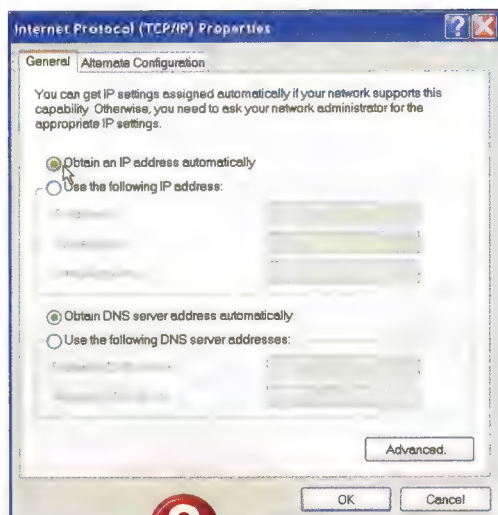 Internet Protocol (TCP/IP) Properties
General
Alternate Configuration
You can get IP settings assigned automatically if your network supports this
capability. Otherwise, you need to ask your network administrator for the
appropriate IP settings.
Obtain an IP address automatically
Use the following IP address:
Obtain DNS server address automatically
Use the following DNS server addresses:
Advanced.
OK
Cancel